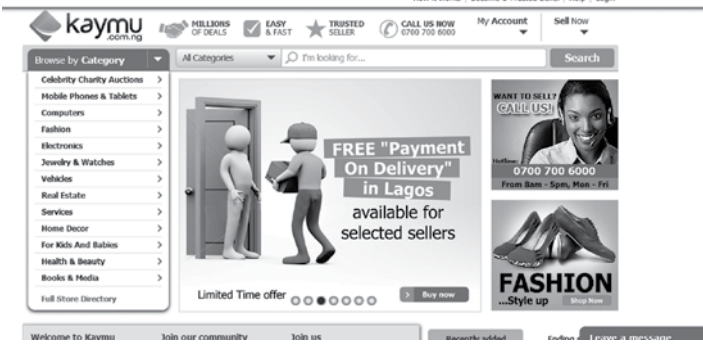 kaymu
.com.ng
MILLIONS
OF DEALS
EASY
& FAST
TRUSTED
SELLER
CALL US NOW
0700 700 6000
My Account
Sell Now
Browse by Category
All Categories
I'm looking for...
Search
Celebrity Charity Auctions
Mobile Phones & Tablets
Computers
Fashion
Electronics
Jewelry & Watches
Vehicles
Real Estate
Services
Home Decor
For Kids And Babies
Health & Beauty
Books & Media
Full Store Directory
FREE "Payment
On Delivery"
in Lagos
available for
selected sellers
Limited Time offer
Buy now
WANT TO SELL?
CALL US!
Hotline:
0700 700 6000
From 8am - 5pm, Mon - Fri
FASHION
...Style up
Shop Now
Welcome to Kaymu
Join our community
Join us
Recently added
Ending
Leave a message